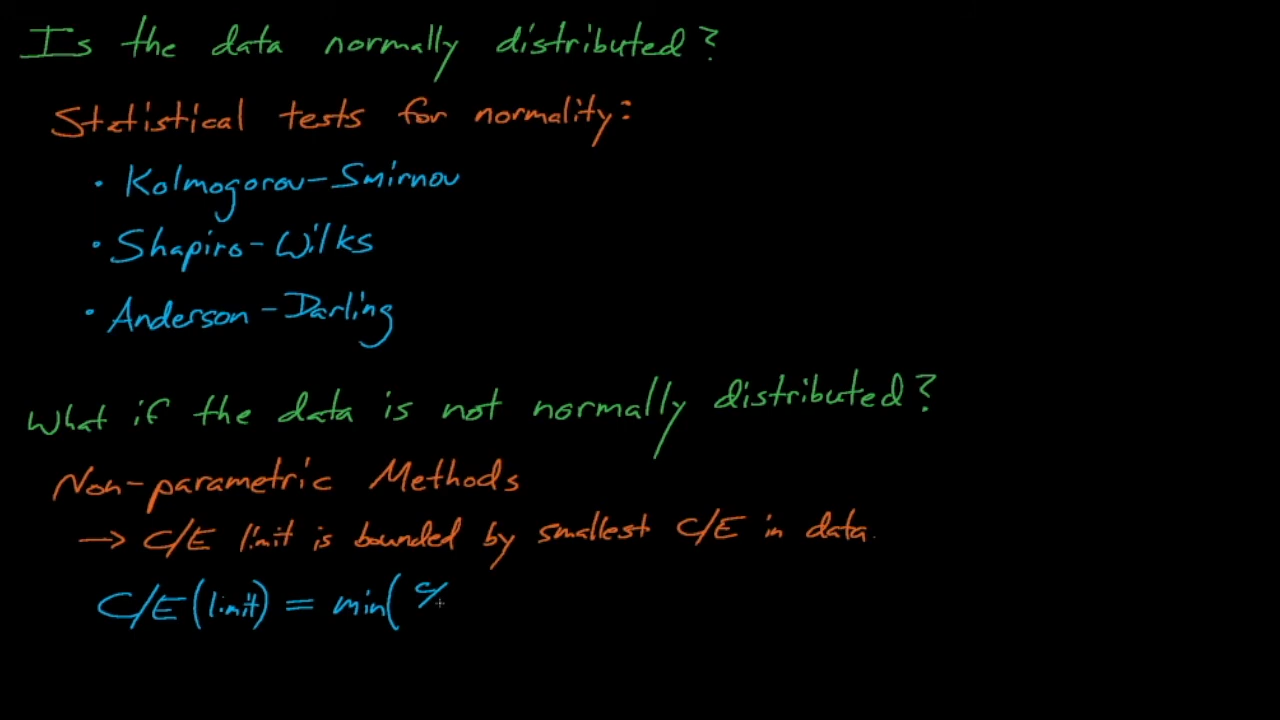 Is the data normally distributed?
Statistical tests for normality:
• Kolmogorov-Smirnov
• Shapiro-Wilks
• Anderson-Darling
What if the data is not normally distributed?
Non-parametric Methods
→ C/E limit is bounded by smallest C/E in data.
C/E(limit) = min( C/